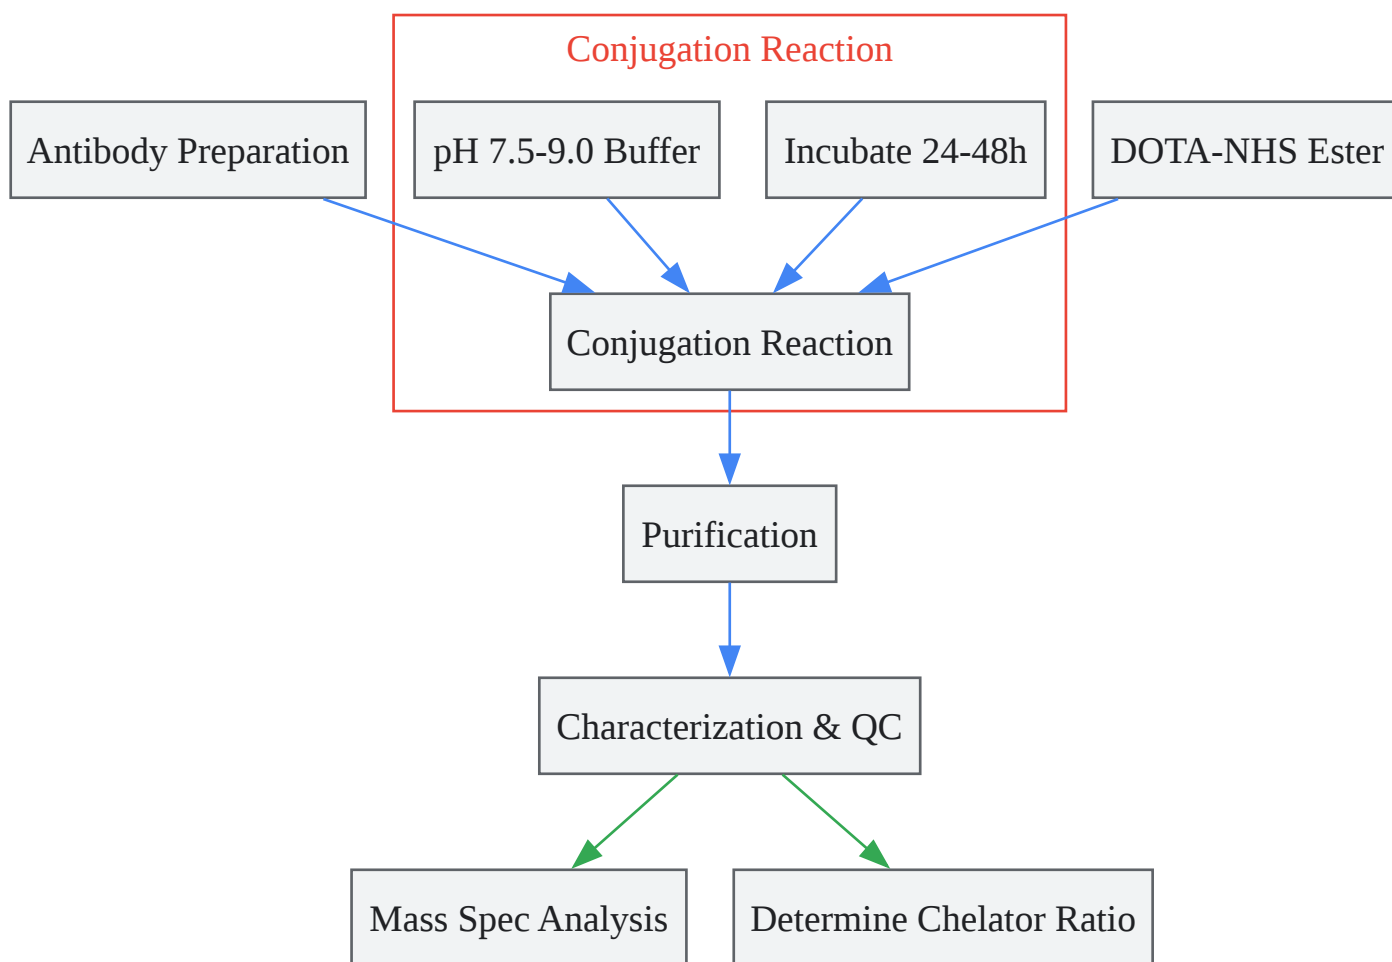 Conjugation Reaction
Antibody Preparation
pH 7.5-9.0 Buffer
Incubate 24-48h
DOTA-NHS Ester
Conjugation Reaction
Purification
Characterization & QC
Mass Spec Analysis
Determine Chelator Ratio